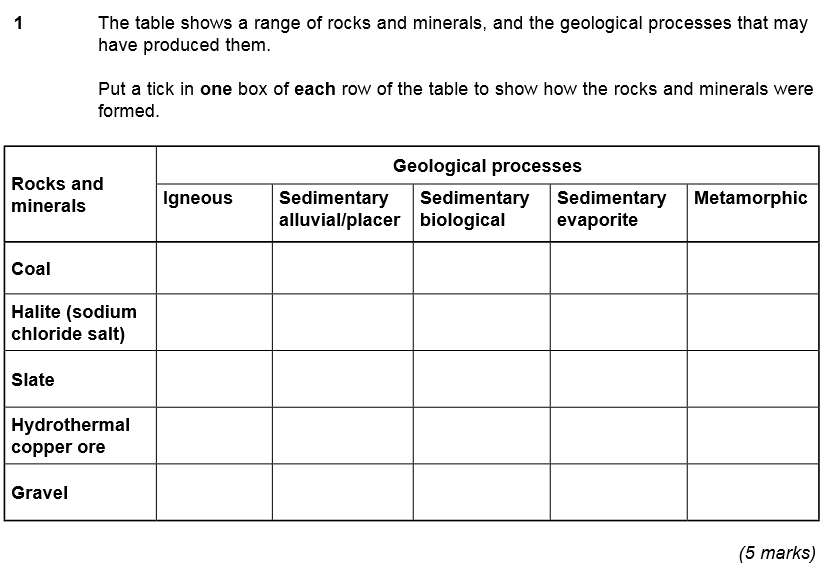 1 The table shows a range of rocks and minerals, and the geological processes that may
have produced them.
Put a tick in one box of each row of the table to show how the rocks and minerals were
formed.
Rocks and
minerals
Geological processes
Igneous
Sedimentary
alluvial/placer
Sedimentary
biological
Sedimentary
evaporite
Metamorphic
Coal
Halite (sodium
chloride salt)
Slate
Hydrothermal
copper ore
Gravel
(5 marks)